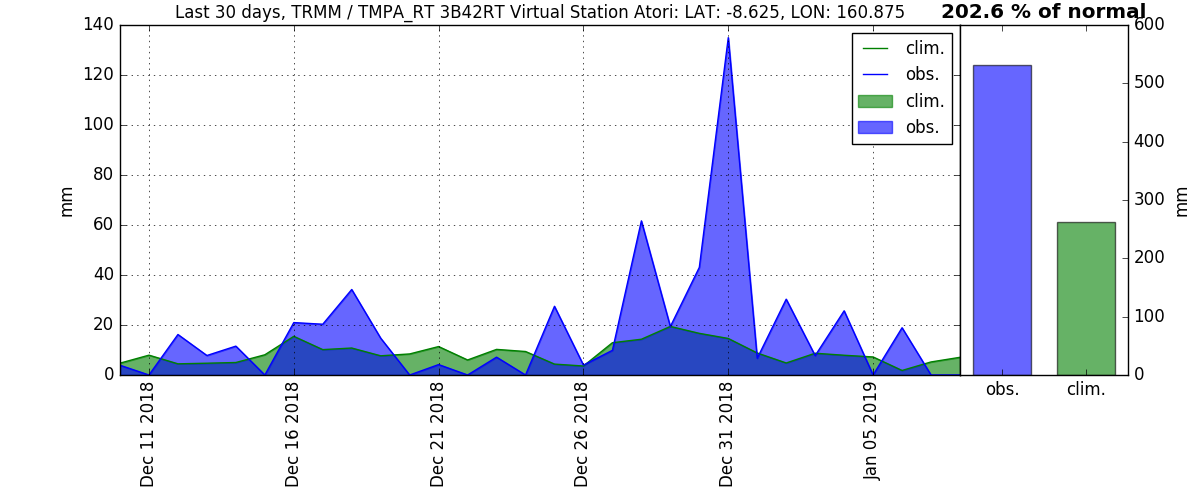 Last 30 days, TRMM / TMPA_RT 3B42RT Virtual Station Atori: LAT: -8.625, LON: 160.875
202.6 % of normal
140
120
100
80
60
40
20
0
mm
clim.
obs.
clim.
obs.
600
500
400
300
200
100
0
mm
obs.
clim.
Dec 11 2018
Dec 16 2018
Dec 21 2018
Dec 26 2018
Dec 31 2018
Jan 05 2019